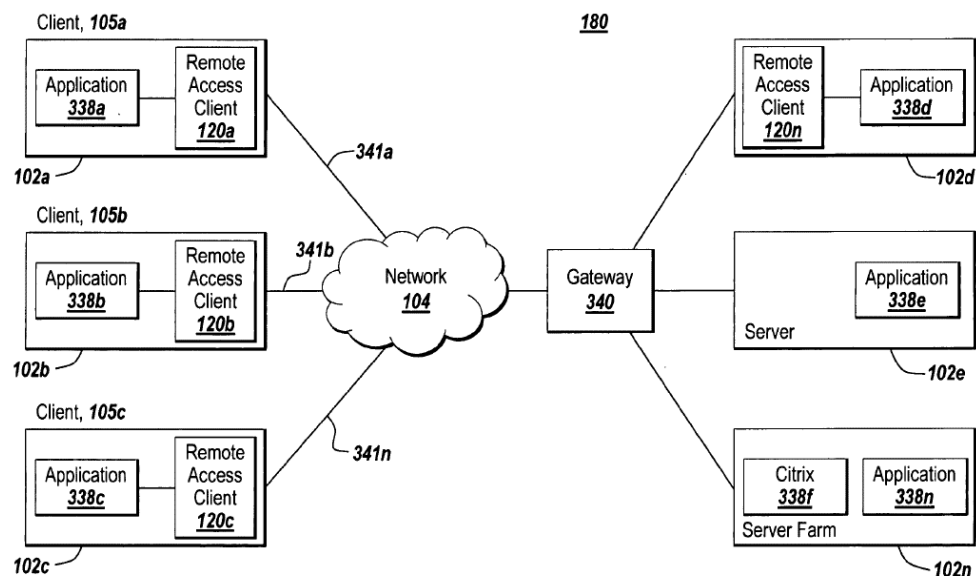 Client, 105a
180
Application
338a
Remote
Access
Client
120a
102a
341a
Remote
Access
Client
120n
Application
338d
102d
Client, 105b
Application
338b
Remote
Access
Client
120b
102b
341b
Network
104
Gateway
340
Application
338e
Server
102e
Client, 105c
Application
338c
Remote
Access
Client
120c
102c
341n
Citrix
338f
Application
338n
Server Farm
102n